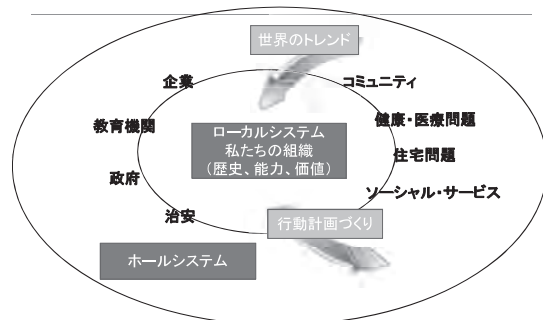 世界のトレンド
企業
コミュニティ
教育機関
健康・医療問題
ローカルシステム
私たちの組織
(歴史、能力、価値)
住宅問題
政府
ソーシャル・サービス
治安
行動計画づくり
ホールシステム